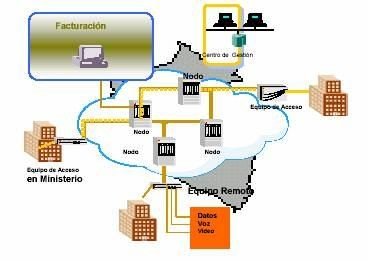 Facturación
Centro de Gestión
Nodo
Equipo de Acceso
Nodo
Nodo
Nodo
Equipo de Acceso
en Ministerio
Equipo Remoto
Datos
Voz
Video